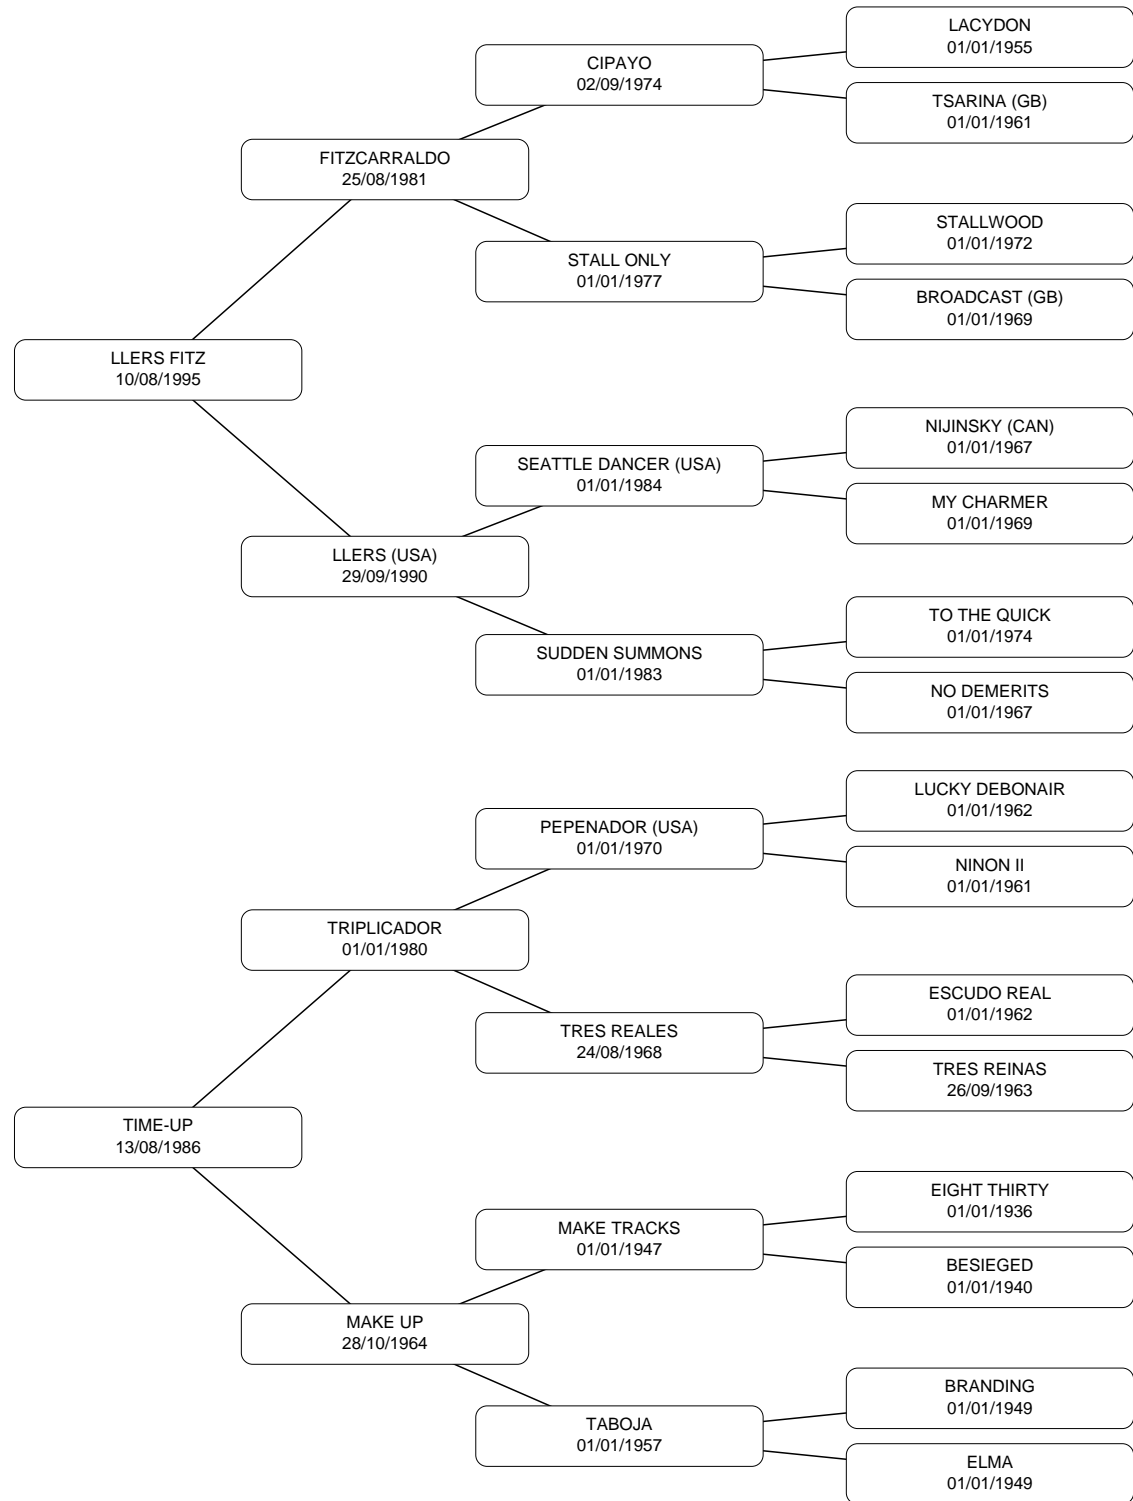 LACYDON
01/01/1955
CIPAYO
02/09/1974
TSARINA (GB)
01/01/1961
FITZCARRALDO
25/08/1981
STALLWOOD
01/01/1972
STALL ONLY
01/01/1977
BROADCAST (GB)
01/01/1969
LLERS FITZ
10/08/1995
NIJINSKY (CAN)
01/01/1967
SEATTLE DANCER (USA)
01/01/1984
MY CHARMER
01/01/1969
LLERS (USA)
29/09/1990
TO THE QUICK
01/01/1974
SUDDEN SUMMONS
01/01/1983
NO DEMERITS
01/01/1967
LUCKY DEBONAIR
01/01/1962
PEPENADOR (USA)
01/01/1970
NINON II
01/01/1961
TRIPLICADOR
01/01/1980
ESCUDO REAL
01/01/1962
TRES REALES
24/08/1968
TRES REINAS
26/09/1963
TIME-UP
13/08/1986
EIGHT THIRTY
01/01/1936
MAKE TRACKS
01/01/1947
BESIEGED
01/01/1940
MAKE UP
28/10/1964
BRANDING
01/01/1949
TABOJA
01/01/1957
ELMA
01/01/1949